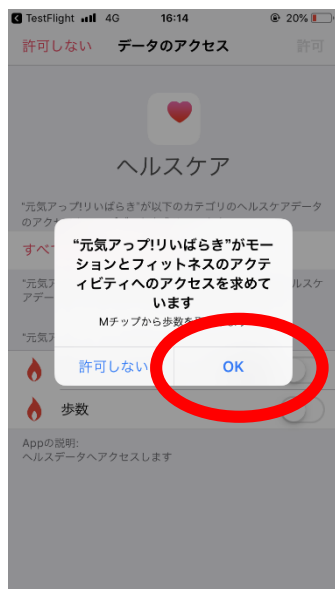 TestFlight 4G 16:14 20%
許可しない データのアクセス 許可
ヘルスケア
"元気アっプ!リいばらき"が以下のカテゴリのヘルスケアデータ
のアク
すべ
"元気アっプ!リいばらき"がモー
ションとフィットネスのアクテ
ィビティへのアクセスを求めて
います
Mチップから歩数を
"元気ア
ルスケ
アデー
"元気ア
許可しない OK
歩数
Appの説明:
ヘルスデータへアクセスします